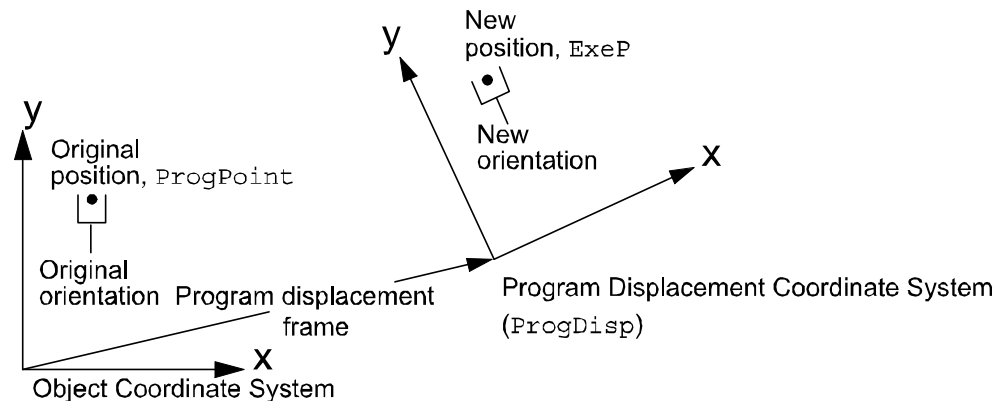 New
position, ExeP
y
y
New
orientation
x
Original
position, ProgPoint
Original
orientation
Program displacement
frame
Program Displacement Coordinate System
(ProgDisp)
x
Object Coordinate System